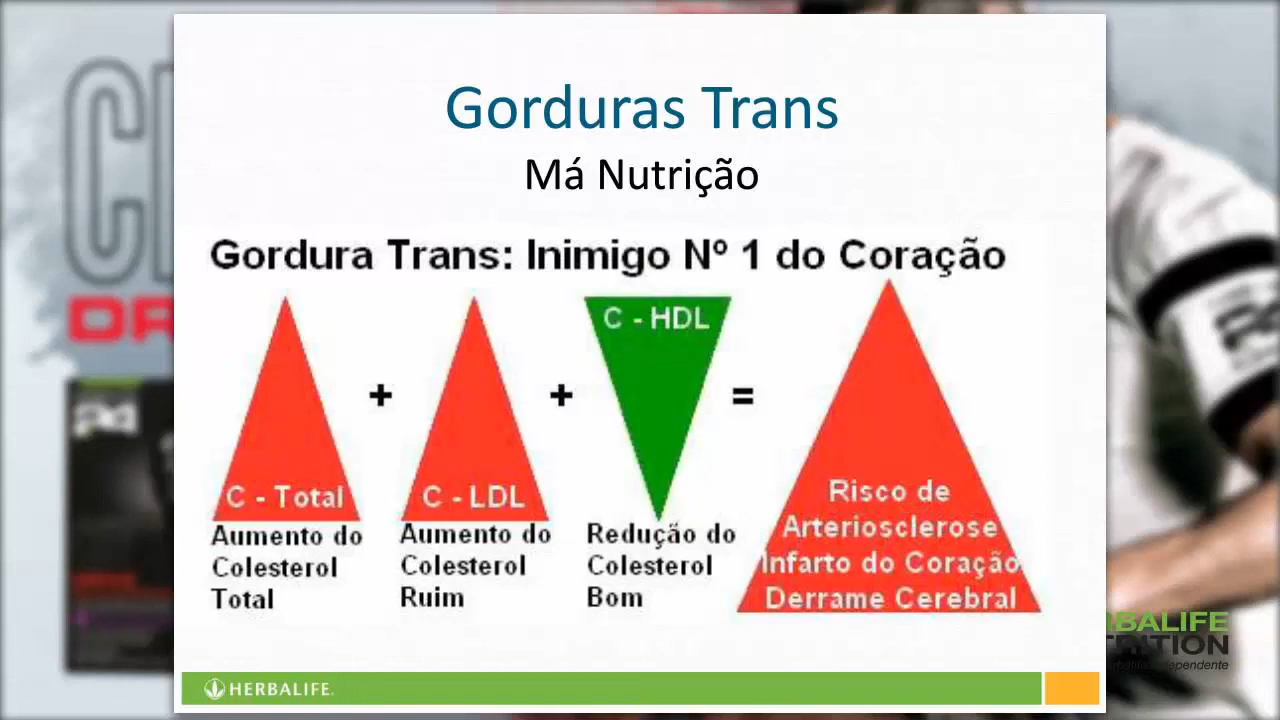 Gorduras Trans
Má Nutrição
Gordura Trans: Inimigo Nº 1 do Coração
C - Total
+
C - LDL
+
C - HDL
=
Risco de
Arteriosclerose
Infarto do Coração
Derrame Cerebral
Aumento do
Colesterol
Total
Aumento do
Colesterol
Ruim
Redução do
Colesterol
Bom
HERBALIFE